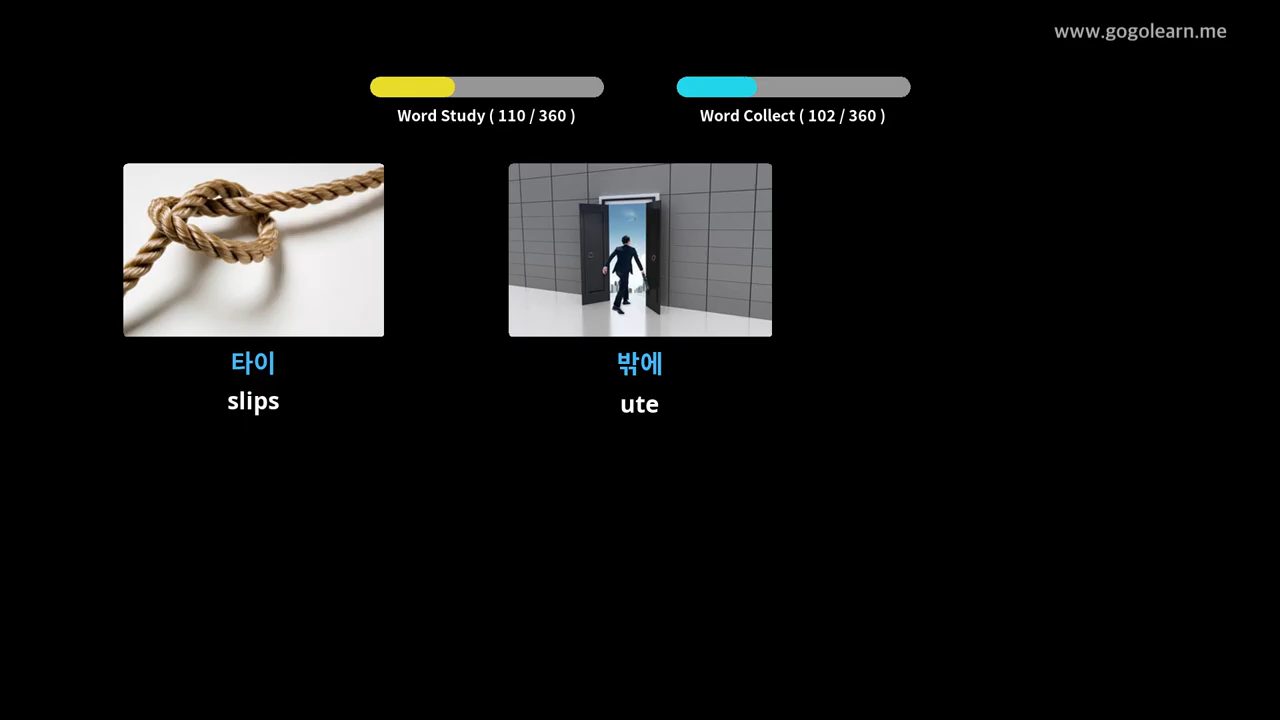 www.gogolearn.me
Word Study ( 110 / 360 )
Word Collect ( 102 / 360 )
타이
밖에
slips
ute